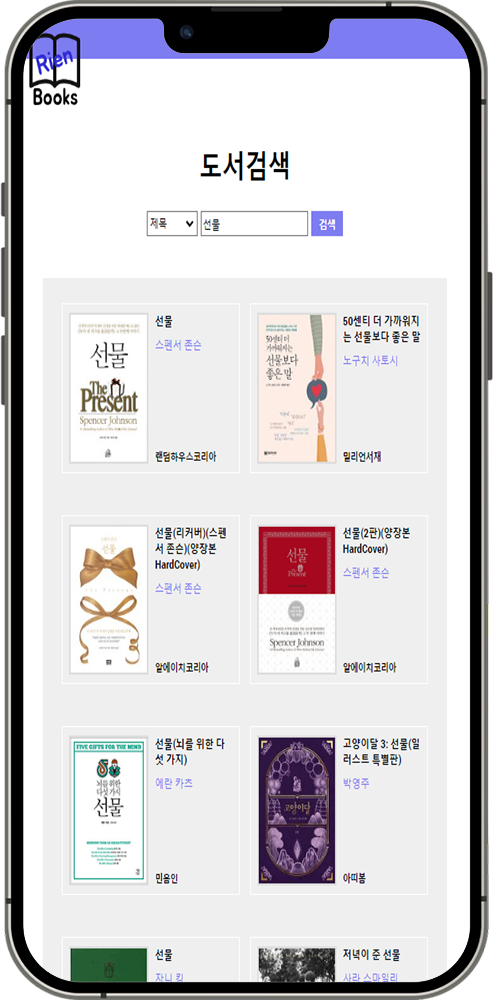 Rien
Books
도서검색
제목
선물
검색
선물
The
Present
Spencer Johnson
선물
스펜서 존슨
랜덤하우스코리아
50센티 더
가까워지는
선물보다
좋은 말
50센티 더 가까워지
는 선물보다 좋은 말
노구치 사토시
밀리언서재
선물
The Present
선물(리커버)(스펜
서 존슨)(양장본
HardCover)
스펜서 존슨
알에이치코리아
선물
The
Present
Spencer Johnson
선물(2판)(양장본
HardCover)
스펜서 존슨
알에이치코리아
FIVE GIFTS FOR THE MIND
뇌를 위한
다섯 가지
선물
선물(뇌를 위한 다
섯 가지)
에란 카츠
민음인
고양이달
고양이달 3: 선물(일
러스트 특별판)
박영주
아띠봄
선물
자니 킴
저녁이 준 선물
사라 스마일리